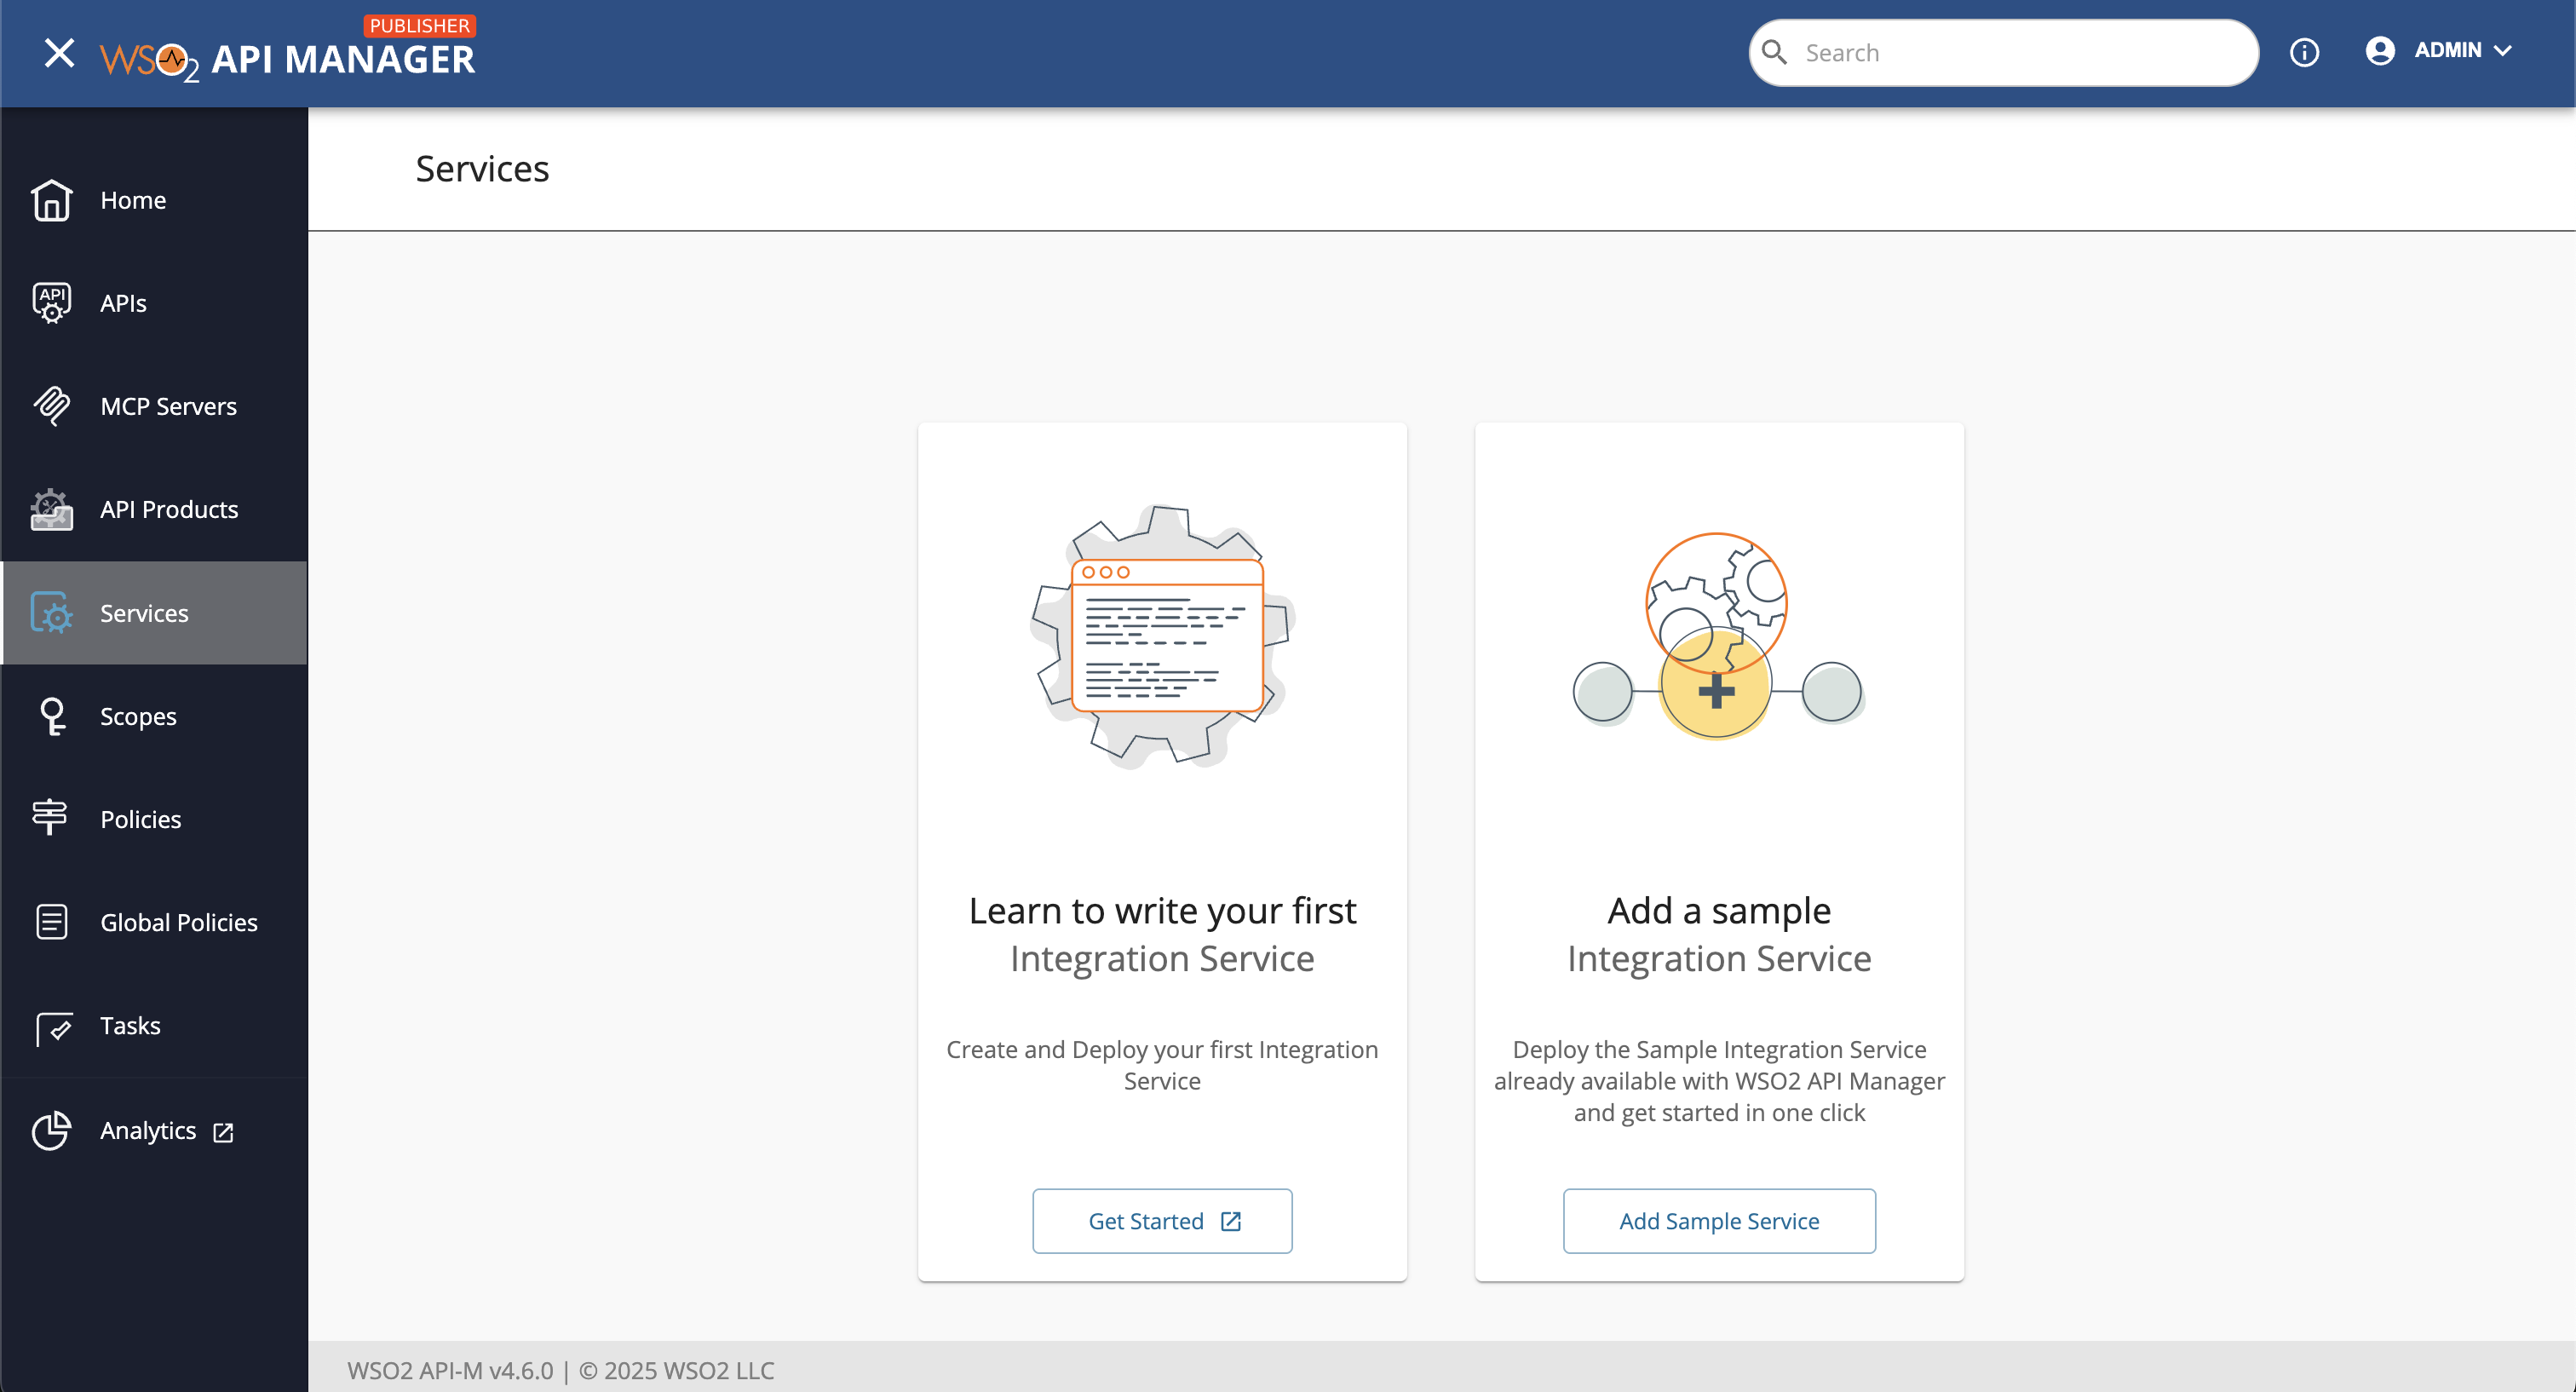 PUBLISHER
WSO2 API MANAGER
Search
ADMIN
Services
Home
API
APIs
MCP Servers
API Products
Services
Scopes
Policies
Global Policies
Tasks
Analytics
Learn to write your first
Integration Service
Create and Deploy your first Integration
Service
Get Started
Add a sample
Integration Service
Deploy the Sample Integration Service
already available with WSO2 API Manager
and get started in one click
Add Sample Service
WSO2 API-M v4.6.0 | © 2025 WSO2 LLC